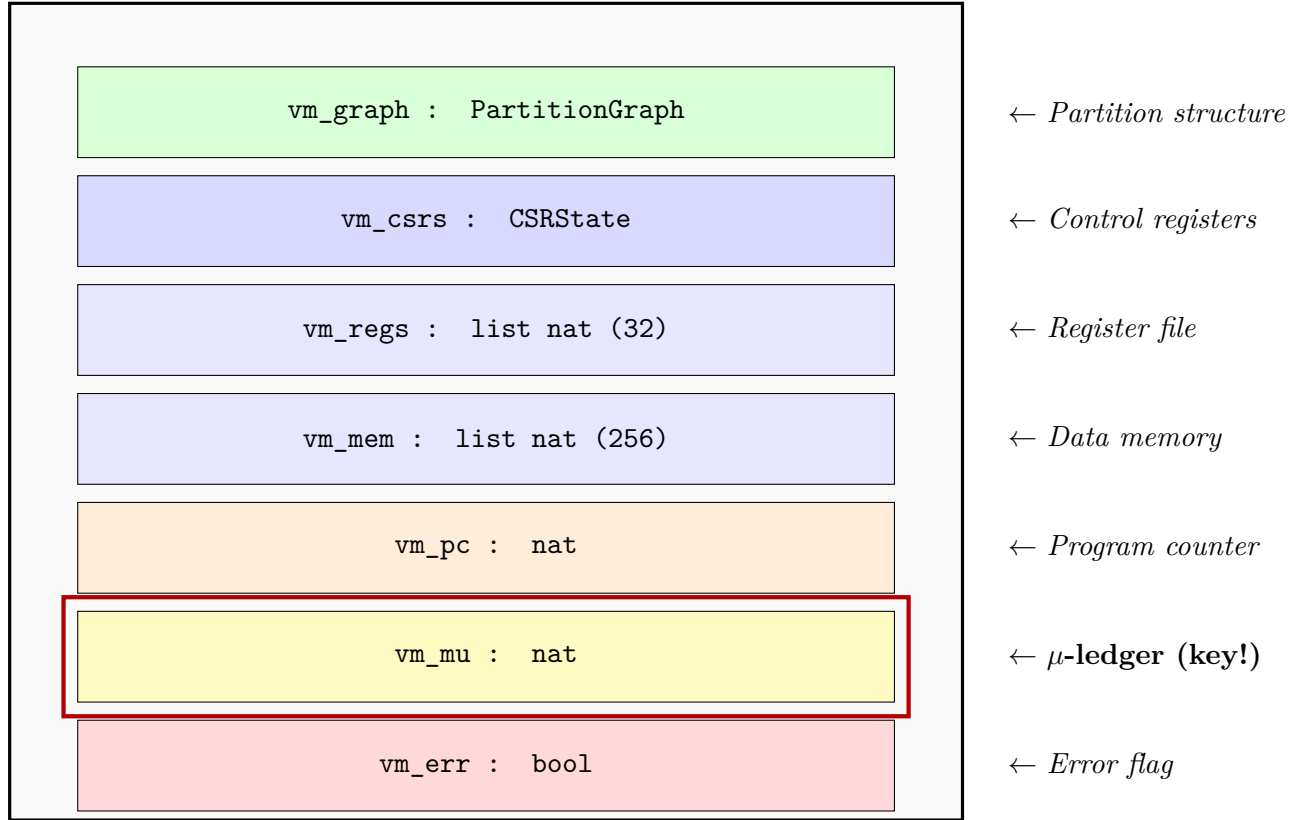 vm_graph : PartitionGraph ← Partition structure
vm_csrs : CSRState ← Control registers
vm_regs : list nat (32) ← Register file
vm_mem : list nat (256) ← Data memory
vm_pc : nat ← Program counter
vm_mu : nat ← μ-ledger (key!)
vm_err : bool ← Error flag